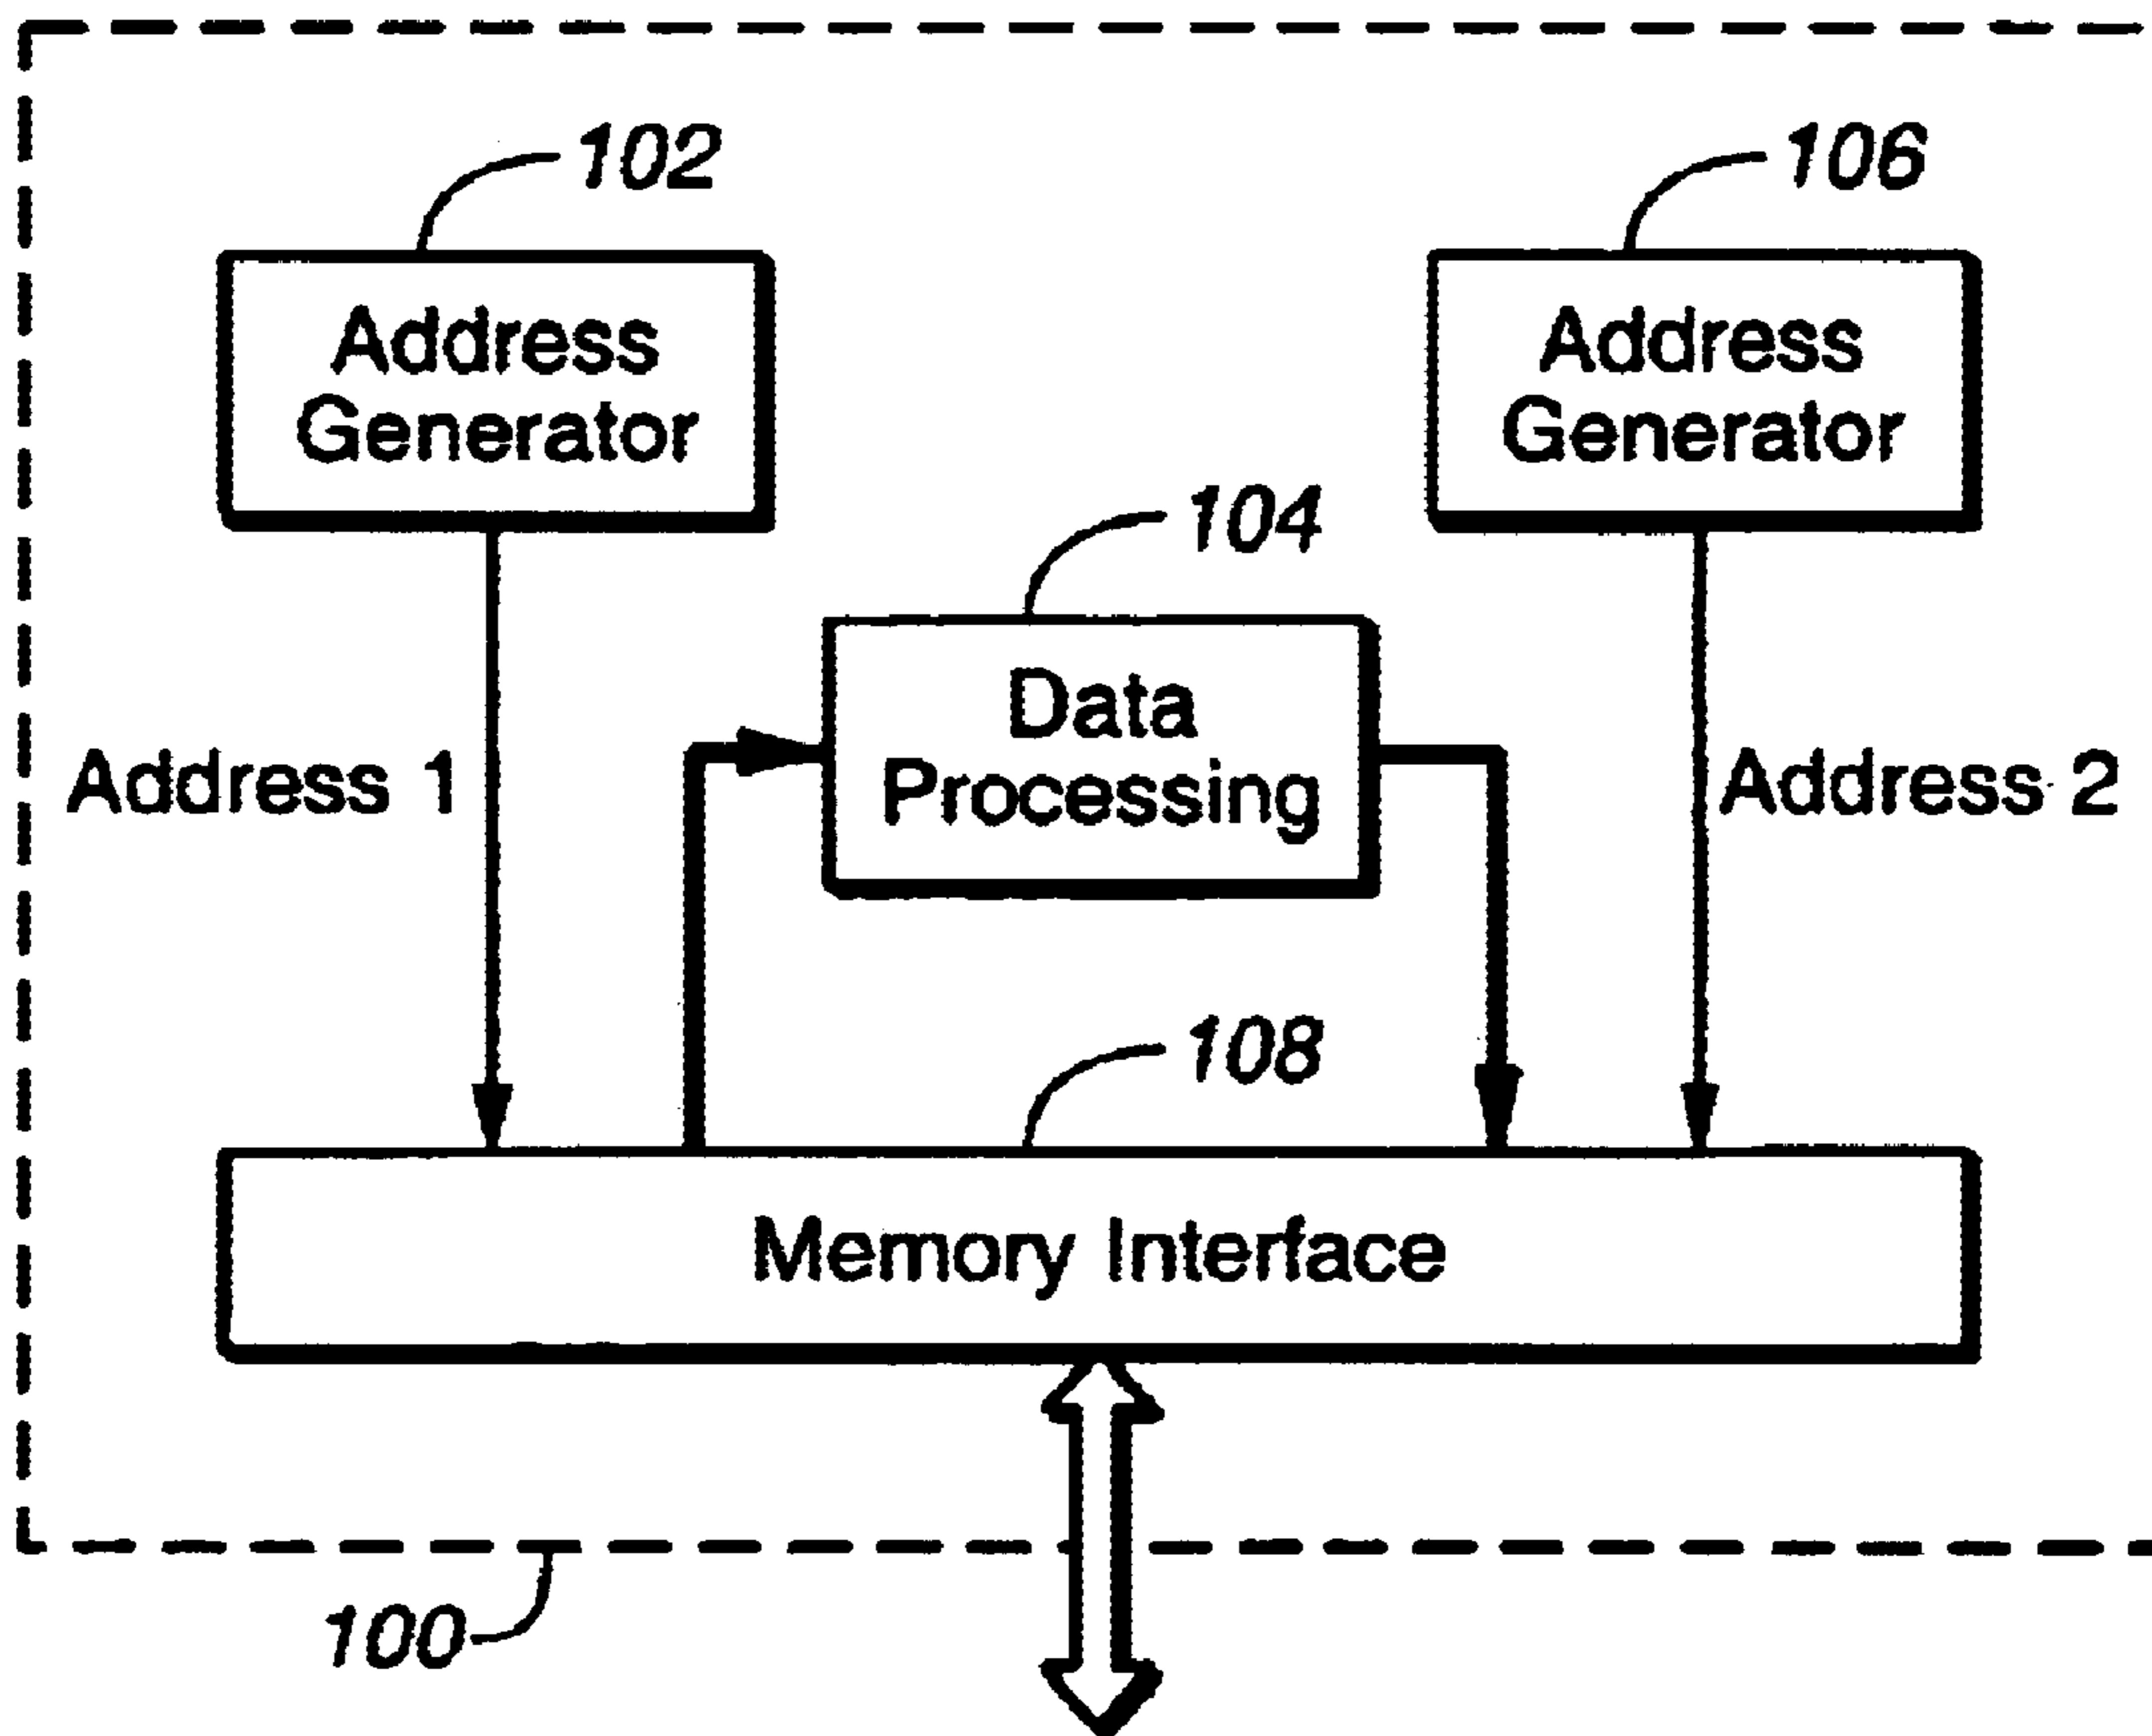 102
106
Address
Generator
Address
Generator
104
Data
Processing
Address 1
Address 2
108
Memory Interface
100